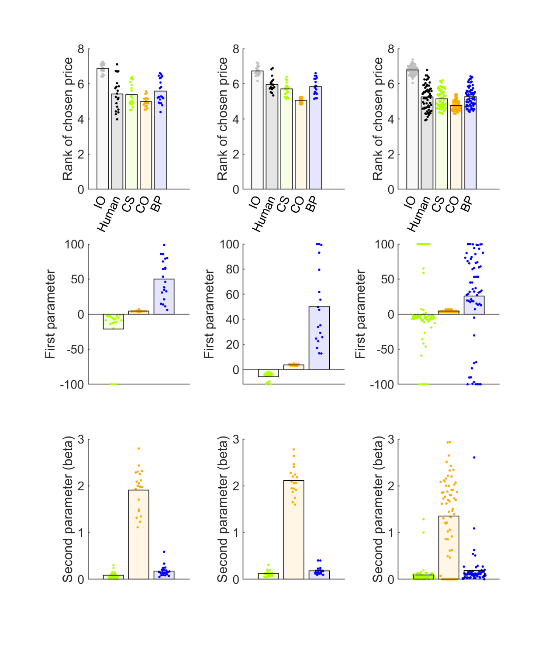 Rank of chosen price
8
6
4
2
0
IO
Human
CS
CO
BP
Rank of chosen price
8
6
4
2
0
IO
Human
CS
CO
BP
Rank of chosen price
8
6
4
2
0
IO
Human
CS
CO
BP
First parameter
100
50
0
-50
-100
First parameter
100
80
60
40
20
0
First parameter
100
50
0
-50
-100
Second parameter (beta)
3
2
1
0
Second parameter (beta)
3
2
1
0
Second parameter (beta)
3
2
1
0